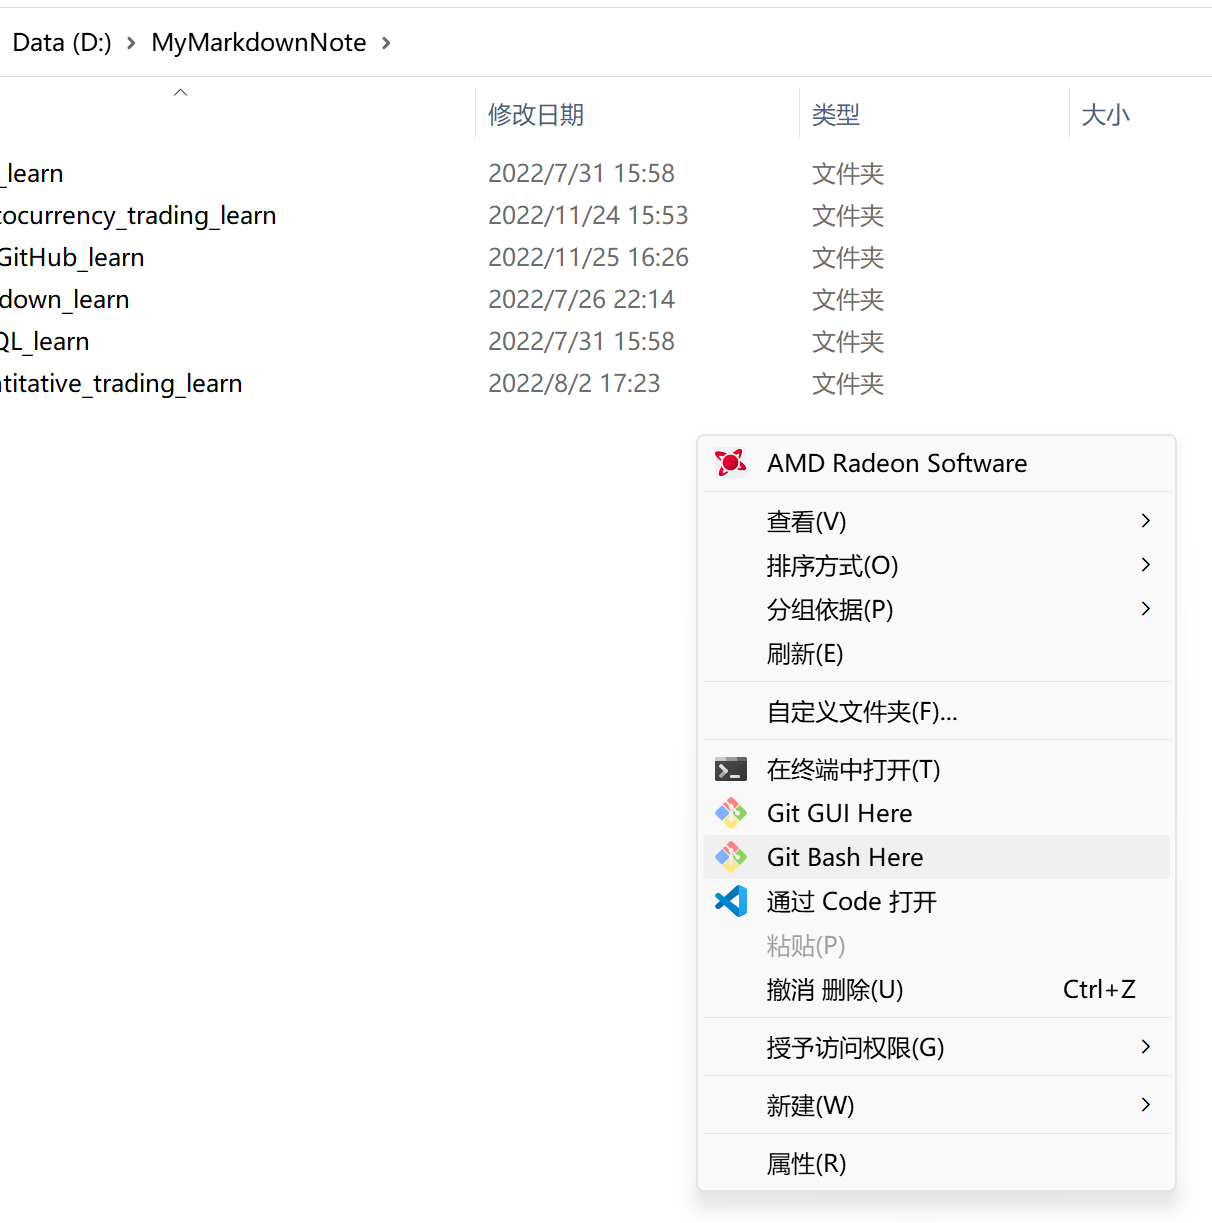 Data (D:) > MyMarkdownNote >
修改日期 类型 大小
_learn 2022/7/31 15:58 文件夹
tocurrency_trading_learn 2022/11/24 15:53 文件夹
GitHub_learn 2022/11/25 16:26 文件夹
down_learn 2022/7/26 22:14 文件夹
QL_learn 2022/7/31 15:58 文件夹
ntitative_trading_learn 2022/8/2 17:23 文件夹
AMD Radeon Software
查看(V)
排序方式(O)
分组依据(P)
刷新(E)
自定义文件夹(F)...
在终端中打开(T)
Git GUI Here
Git Bash Here
通过 Code 打开
粘贴(P)
撤消 删除(U) Ctrl+Z
授予访问权限(G)
新建(W)
属性(R)